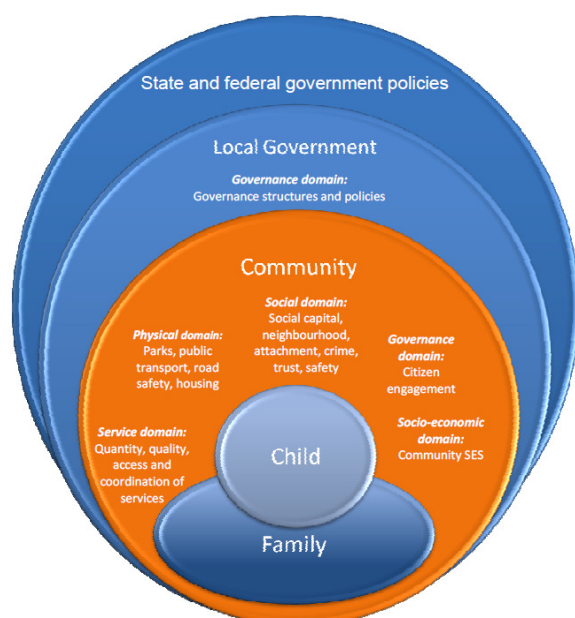 State and federal government policies
Local Government
Governance domain:
Governance structures and policies
Community
Social domain:
Social capital,
neighbourhood,
attachment, crime,
trust, safety
Physical domain:
Parks, public
transport, road
safety, housing
Governance
domain:
Citizen
engagement
Service domain:
Quantity, quality,
access and
coordination of
services
Socio-economic
domain:
Community SES
Child
Family